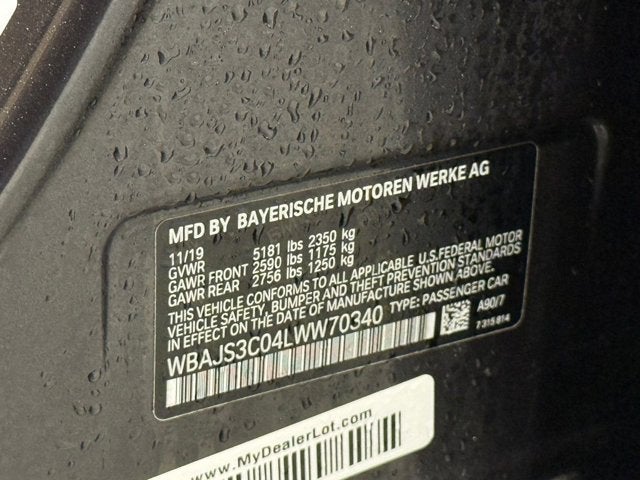 MFD BY BAYERISCHE MOTOREN WERKE AG
11/19
GVWR 5181 lbs 2350 kg
GAWR FRONT 2590 lbs 1175 kg
GAWR REAR 2756 lbs 1250 kg
THIS VEHICLE CONFORMS TO ALL APPLICABLE U.S.FEDERAL MOTOR
VEHICLE SAFETY, BUMPER AND THEFT PREVENTION STANDARDS
IN EFFECT ON THE DATE OF MANUFACTURE SHOWN ABOVE.
WBAJS3C04LWW70340 TYPE: PASSENGER CAR
A90/7
7 315 814
www.MyDealerLot.com